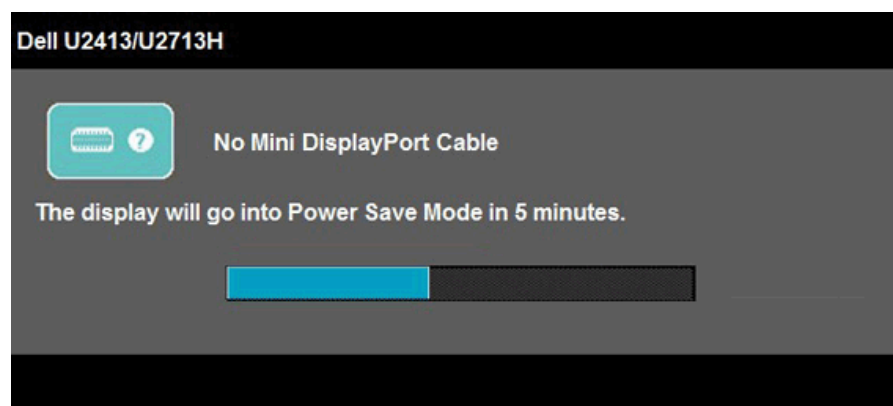 Dell U2413/U2713H
?
No Mini DisplayPort Cable
The display will go into Power Save Mode in 5 minutes.